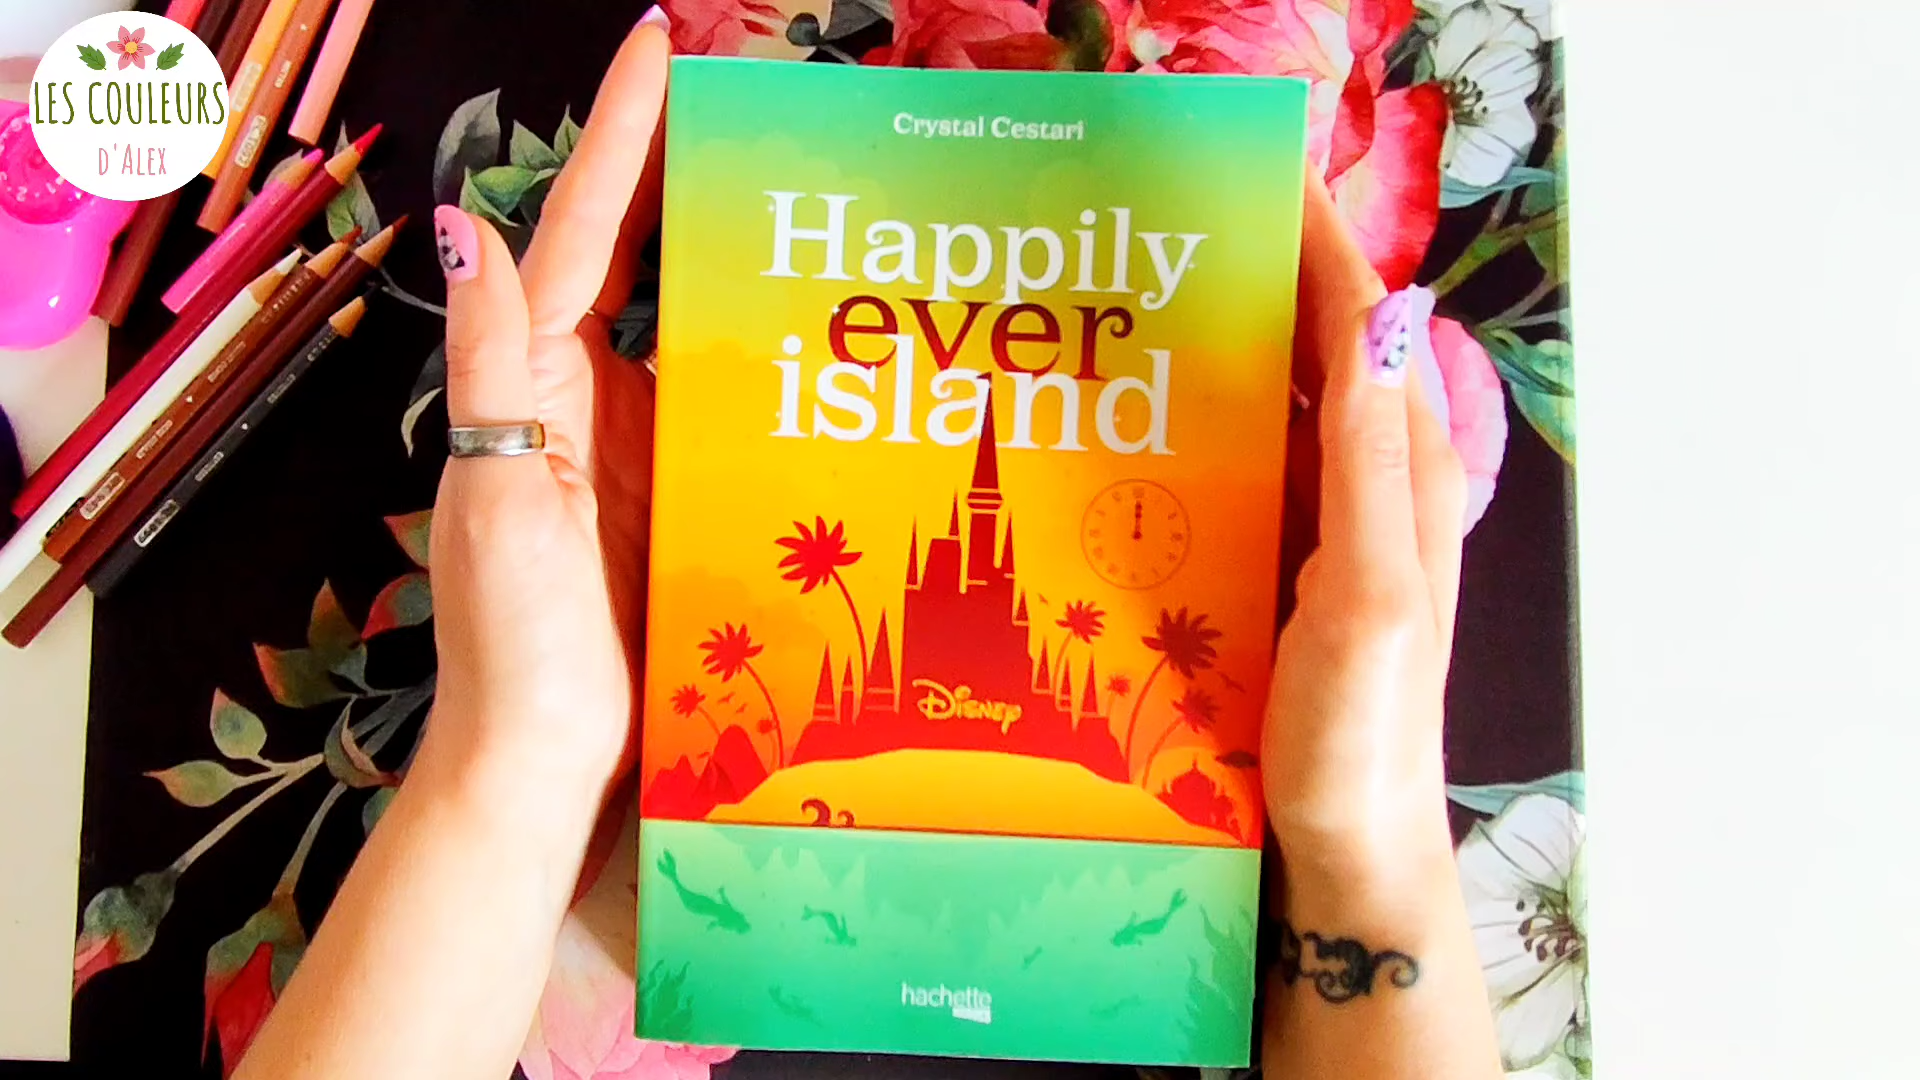 LES COULEURS
d'ALEX
Crystal Cestari
Happily
ever
island
Disney
hachette